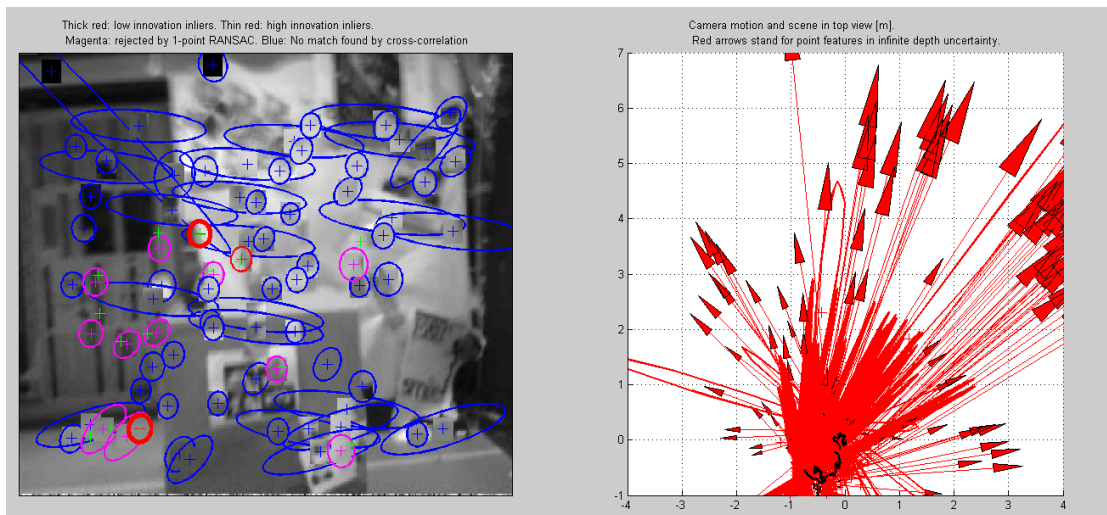 Thick red: low innovation inliers. Thin red: high innovation inliers.
Magenta: rejected by 1-point RANSAC. Blue: No match found by cross-correlation
Camera motion and scene in top view [m].
Red arrows stand for point features in infinite depth uncertainty.
7
6
5
4
3
2
1
0
-1
-4 -3 -2 -1 0 1 2 3 4